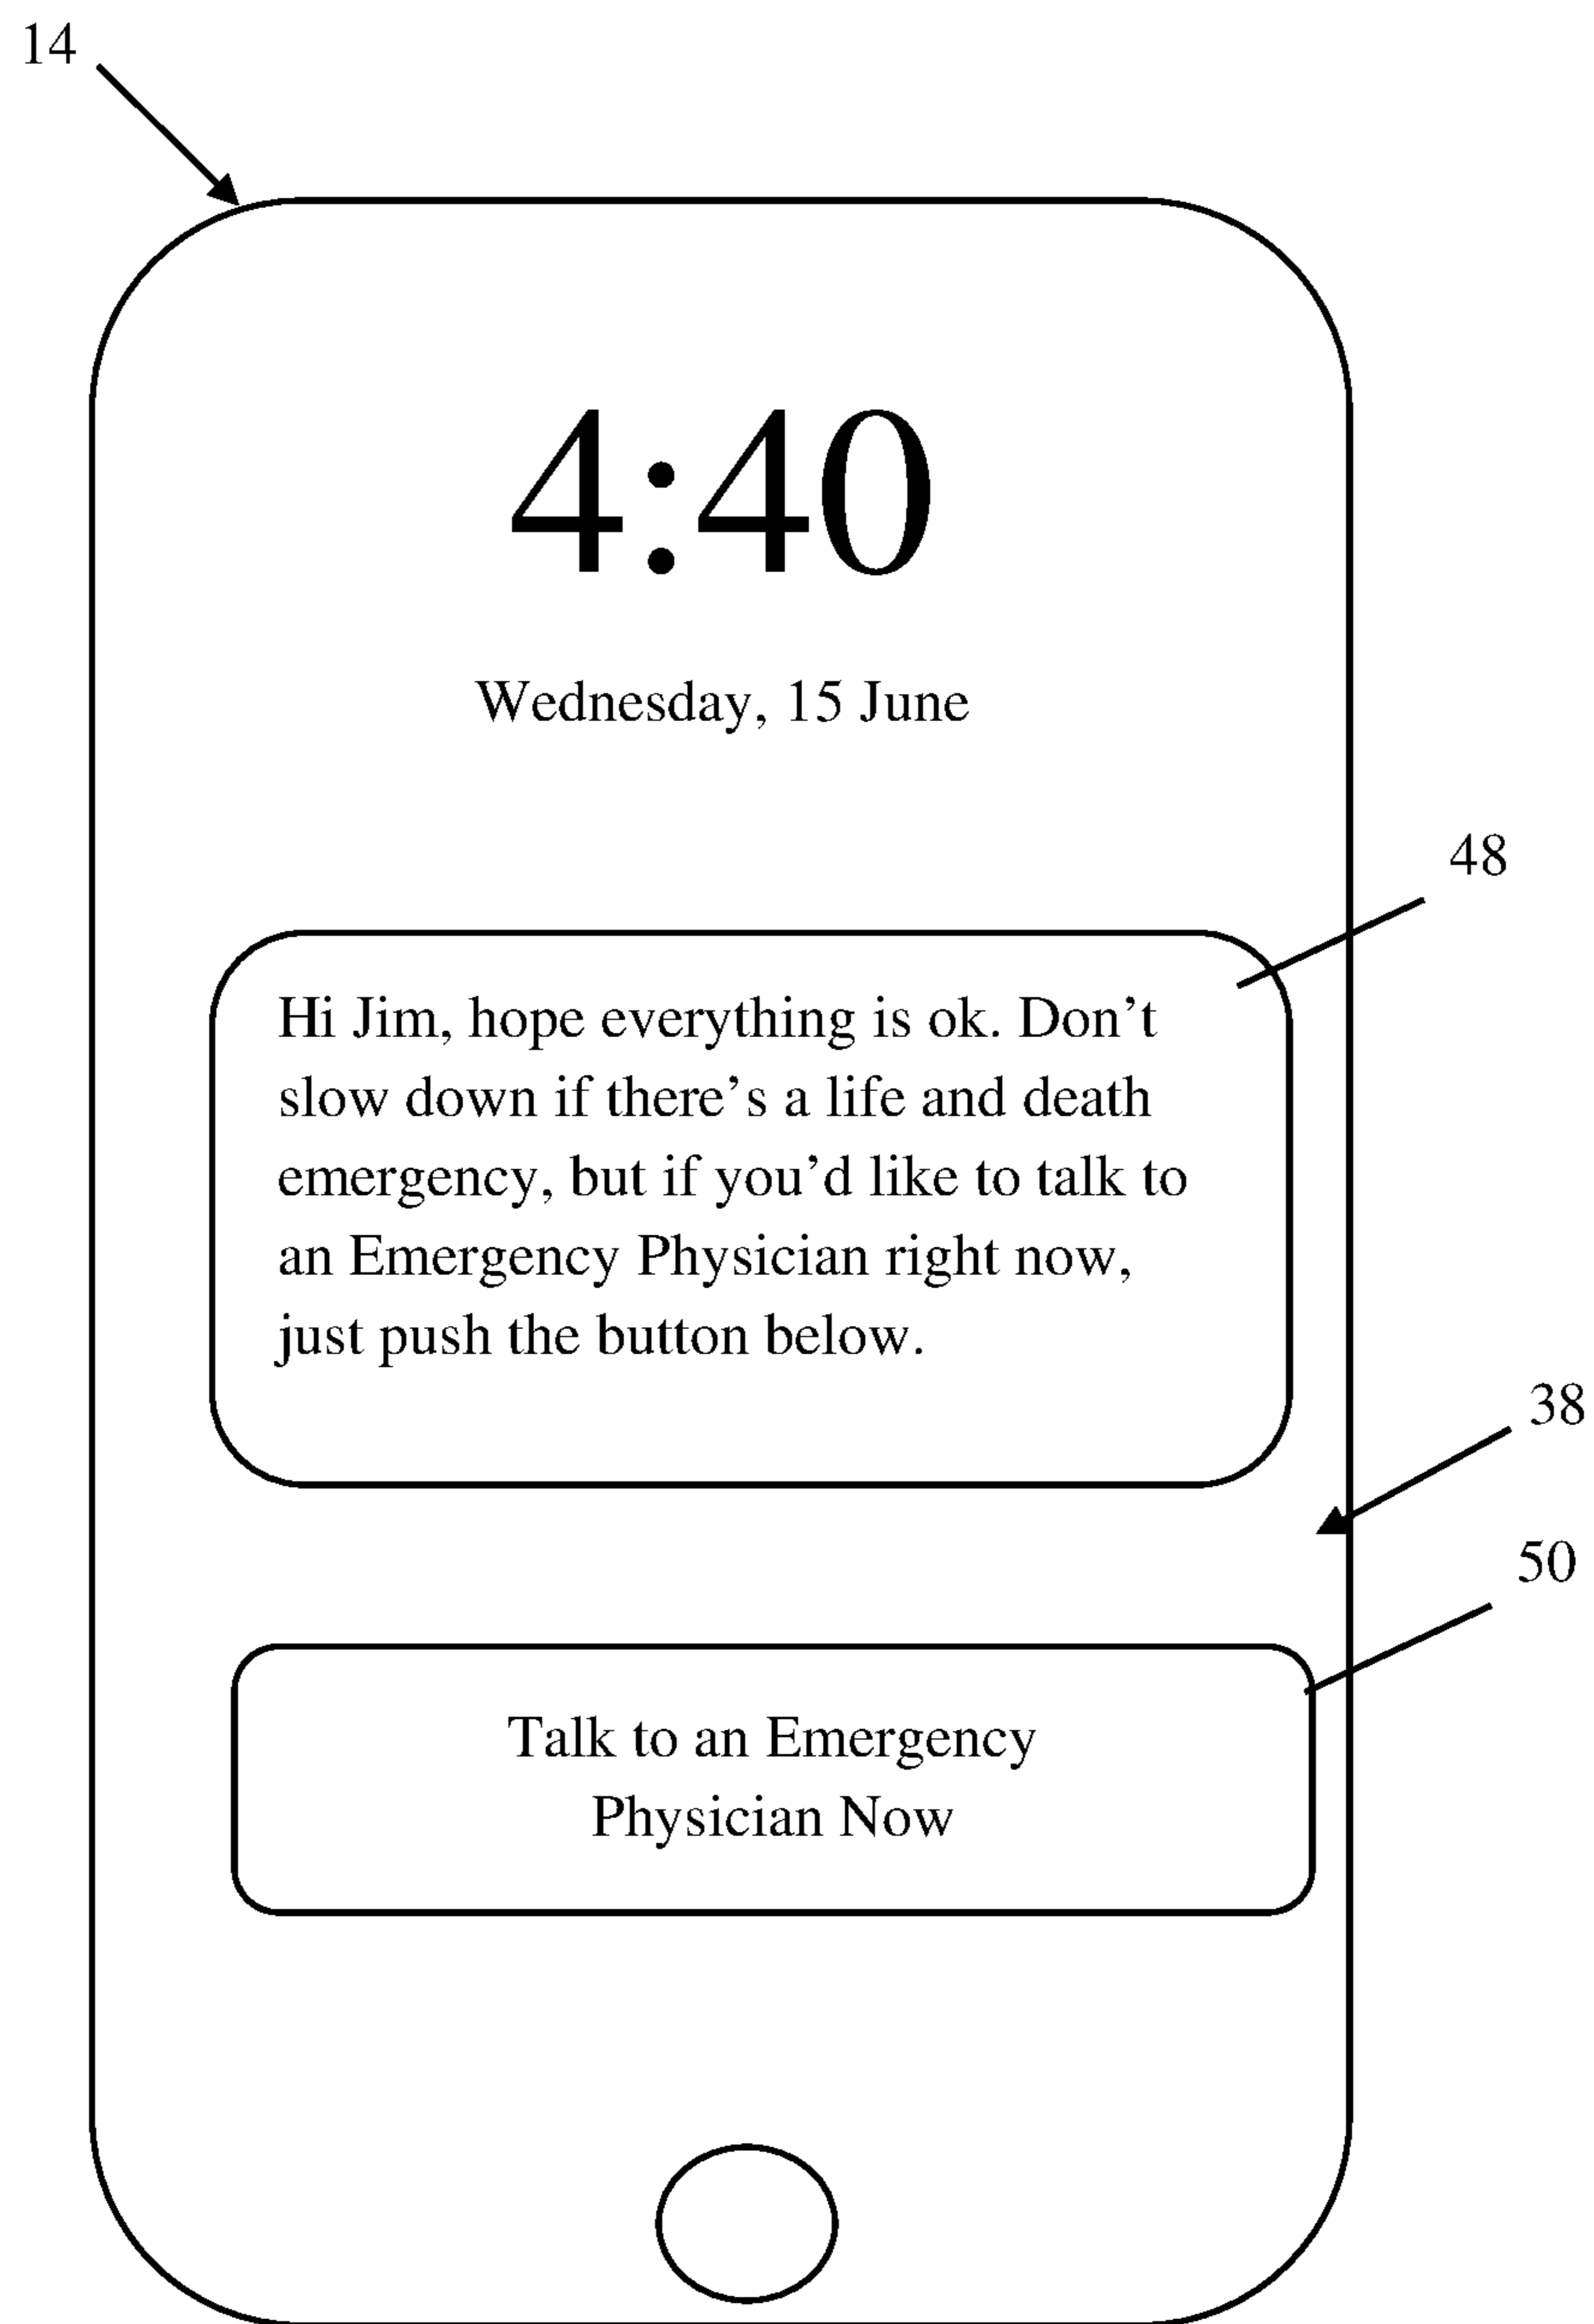 14
4:40
Wednesday, 15 June
48
Hi Jim, hope everything is ok. Don’t
slow down if there’s a life and death
emergency, but if you’d like to talk to
an Emergency Physician right now,
just push the button below.
38
50
Talk to an Emergency
Physician Now